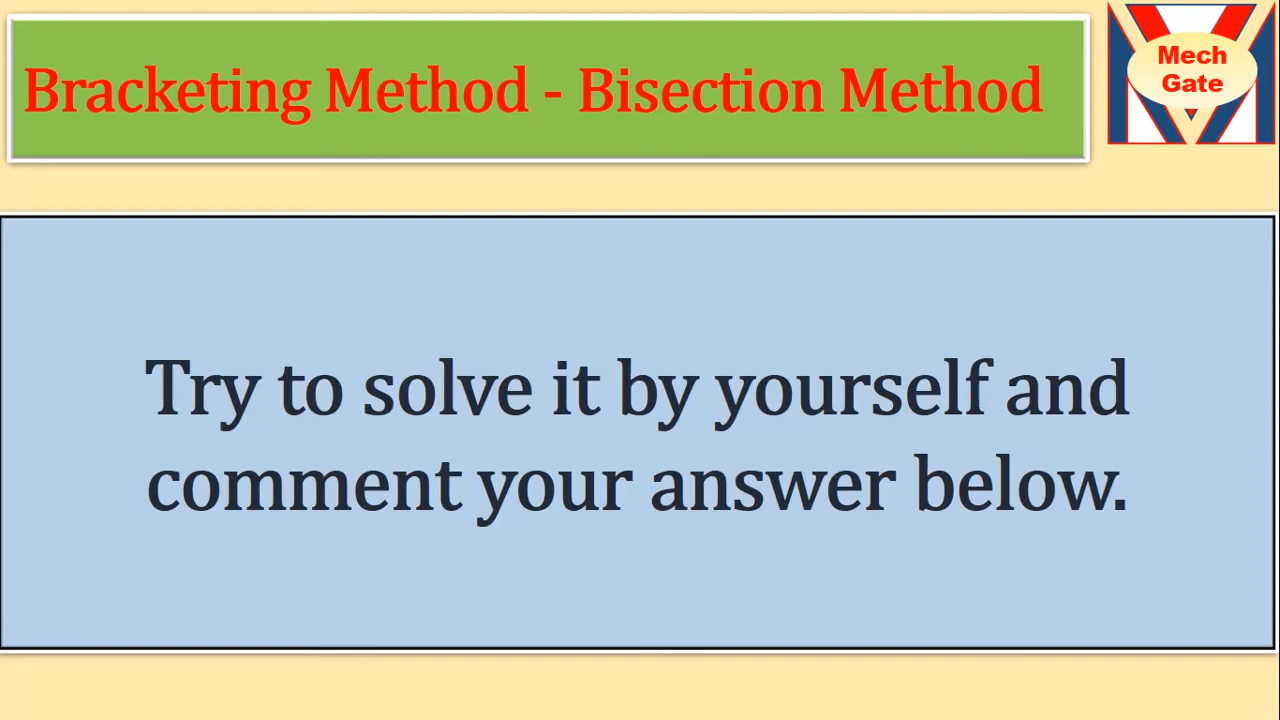 Bracketing Method - Bisection Method
Mech
Gate
Try to solve it by yourself and
comment your answer below.